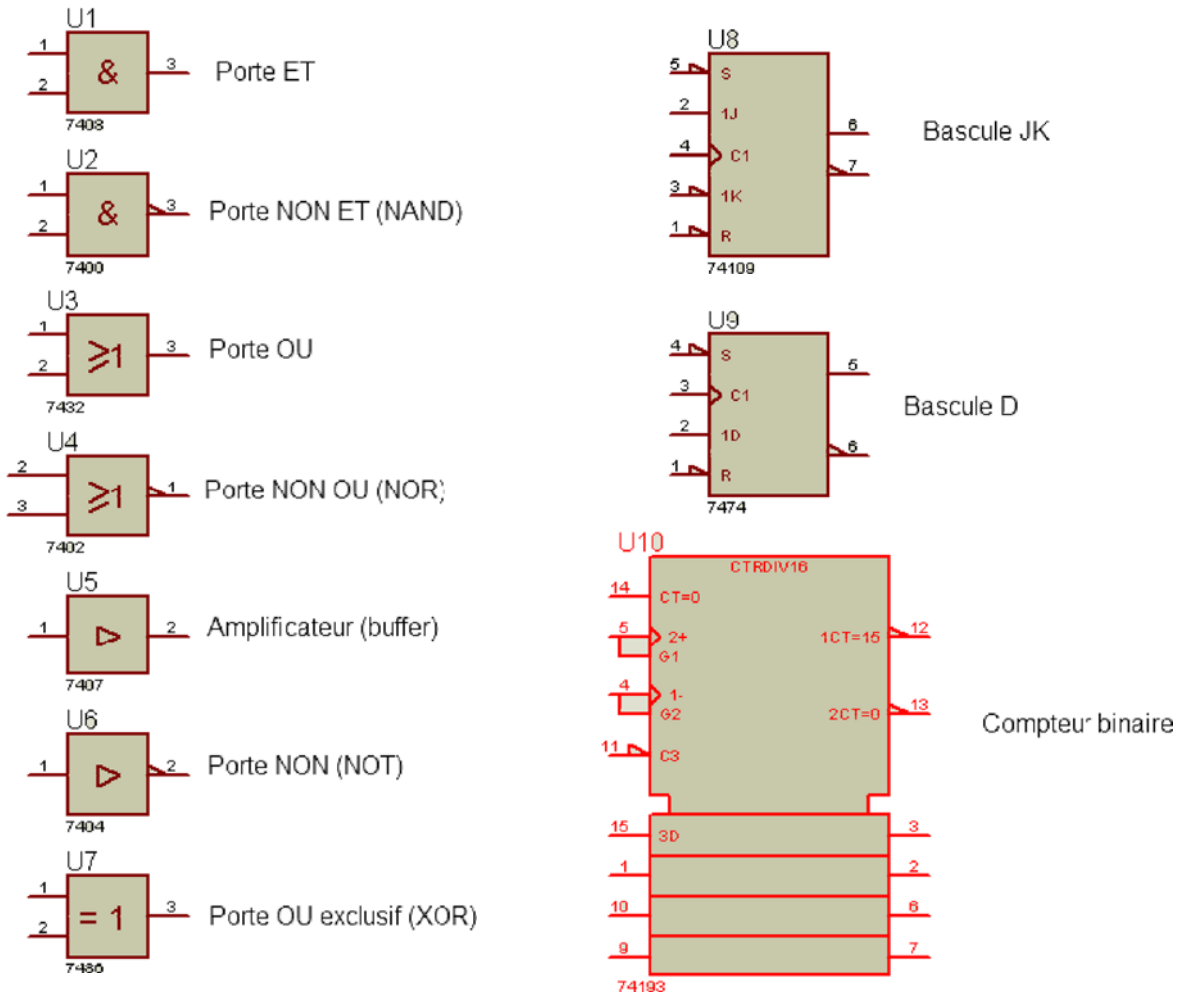 U1
1
2
&
3
Porte ET
7408
U2
1
2
&
3
Porte NON ET (NAND)
7400
U3
1
2
≥1
3
Porte OU
7432
U4
2
3
≥1
1
Porte NON OU (NOR)
7402
U5
1
2
Amplificateur (buffer)
7407
U6
1
2
Porte NON (NOT)
7404
U7
1
2
= 1
3
Porte OU exclusif (XOR)
7486
U8
5 S
2 1J
4 C1
3 1K
1 R
6
7
Bascule JK
74109
U9
4 S
3 C1
2 1D
1 R
5
6
Bascule D
7474
U10
CTRDIV16
14 CT=0
5 2+
G1
1CT=15 12
4 1-
G2
2CT=0 13
11 C3
Compteur binaire
15 3D 3
1 2
10 6
9 7
74193